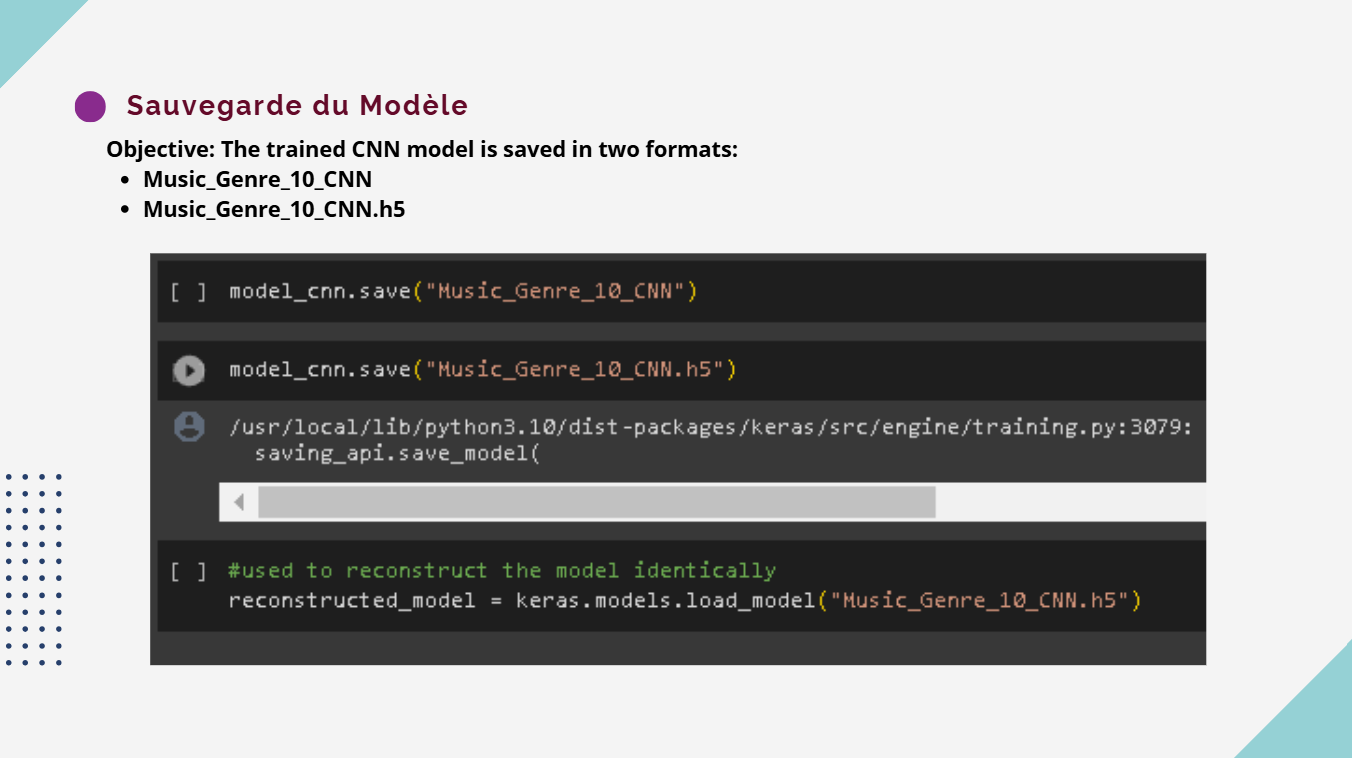 Sauvegarde du Modèle
Objective: The trained CNN model is saved in two formats:
• Music_Genre_10_CNN
• Music_Genre_10_CNN.h5
[ ] model_cnn.save("Music_Genre_10_CNN")
model_cnn.save("Music_Genre_10_CNN.h5")
/usr/local/lib/python3.10/dist-packages/keras/src/engine/training.py:3079:
saving_api.save_model(
[ ] #used to reconstruct the model identically
reconstructed_model = keras.models.load_model("Music_Genre_10_CNN.h5")